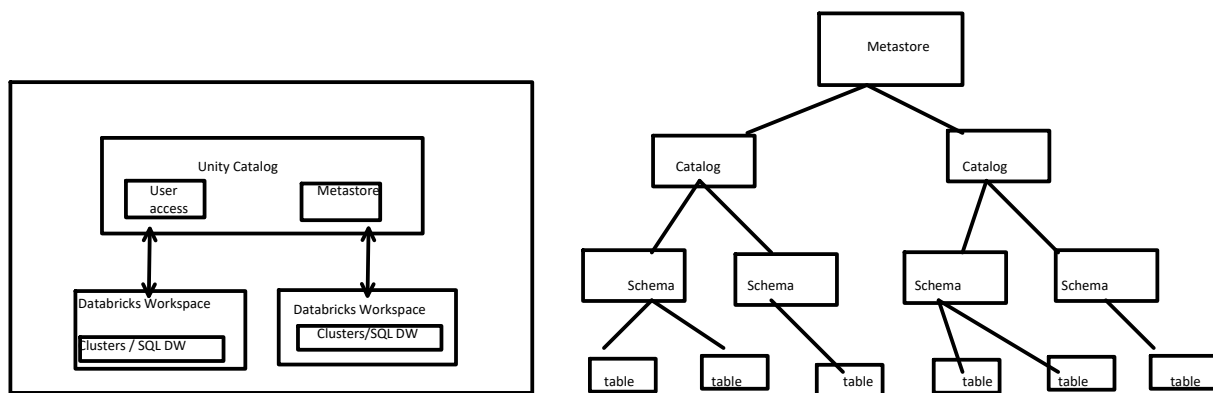 Unity Catalog
User
access
Metastore
Databricks Workspace
Clusters / SQL DW
Databricks Workspace
Clusters/SQL DW
Metastore
Catalog
Catalog
Schema
Schema
Schema
Schema
table
table
table
table
table
table